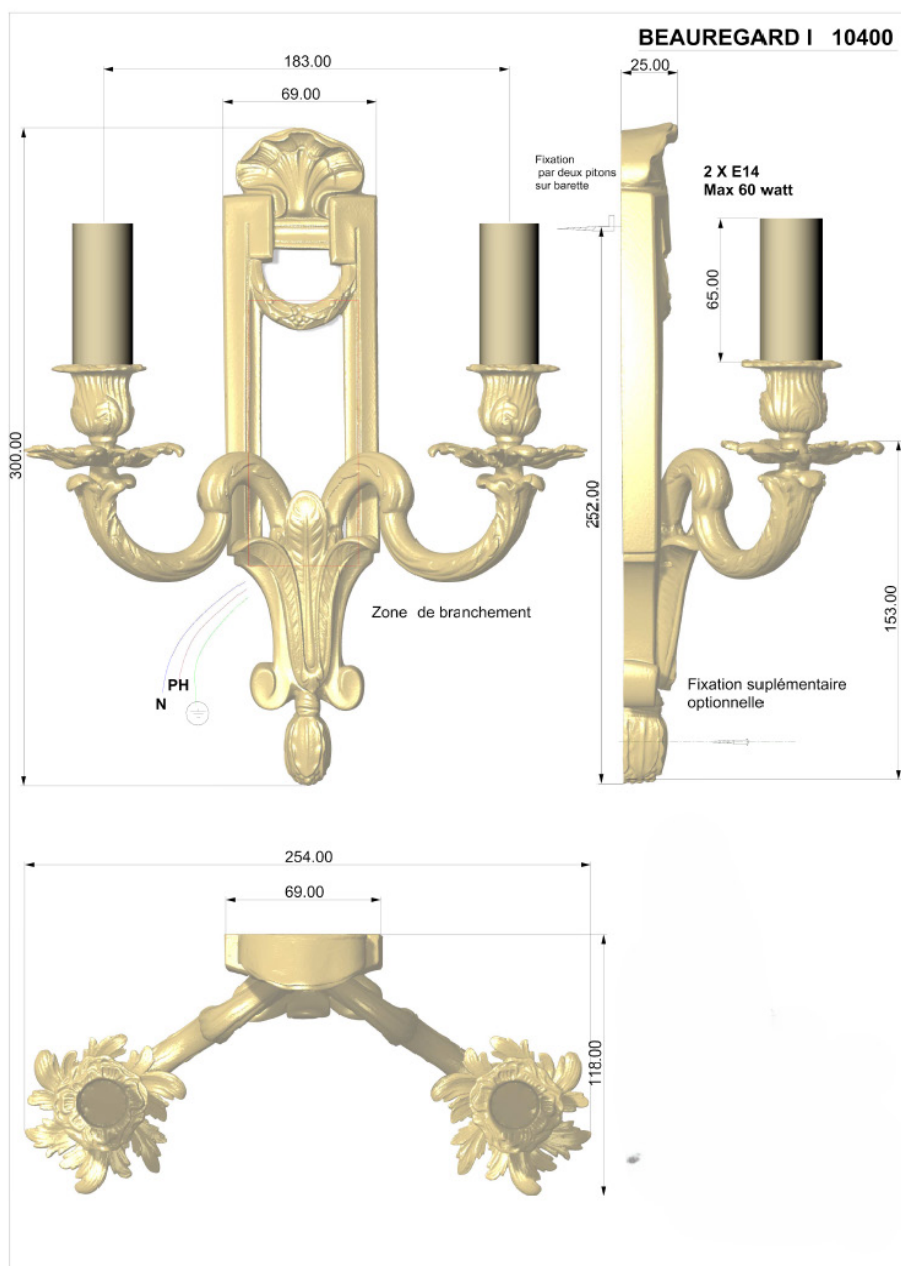 BEAUREGARD I 10400
183.00
25.00
69.00
Fixation
par deux pitons
sur barette
2 X E14
Max 60 watt
65.00
300.00
252.00
153.00
Zone de branchement
PH
N
Fixation suplémentaire
optionnelle
254.00
69.00
118.00